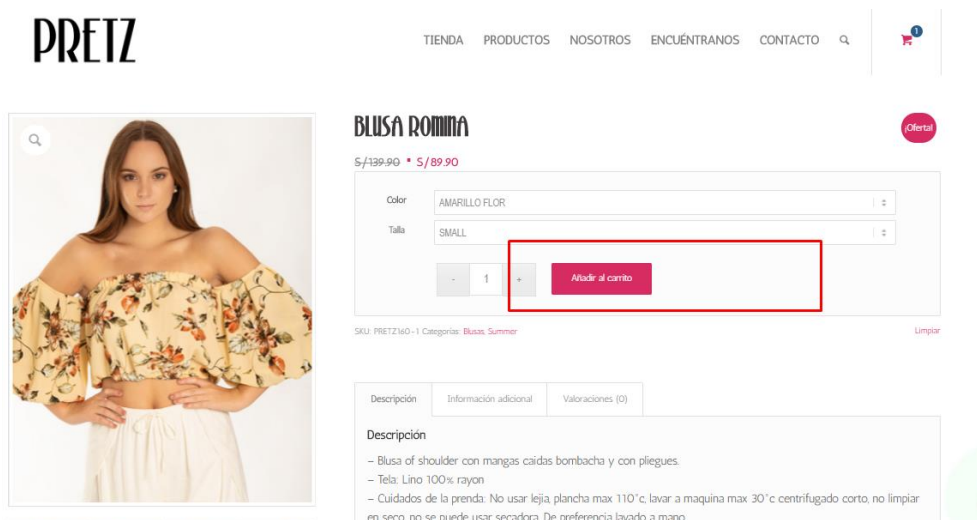 PRETZ
TIENDA PRODUCTOS NOSOTROS ENCUÉNTRANOS CONTACTO 1
BLUSA ROMINA
¡Oferta!
S/139.90 S/89.90
Color AMARILLO FLOR
Talla SMALL
- 1 + Añadir al carrito
SKU: PRETZ160-1 Categorías: Blusas, Summer Limpiar
Descripción Información adicional Valoraciones (0)
Descripción
– Blusa of shoulder con mangas caidas bombacha y con pliegues.
– Tela: Lino 100% rayon
– Cuidados de la prenda: No usar lejia, plancha max 110°c, lavar a maquina max 30°c centrifugado corto, no limpiar
en seco, no se puede usar secadora. De preferencia lavado a mano.